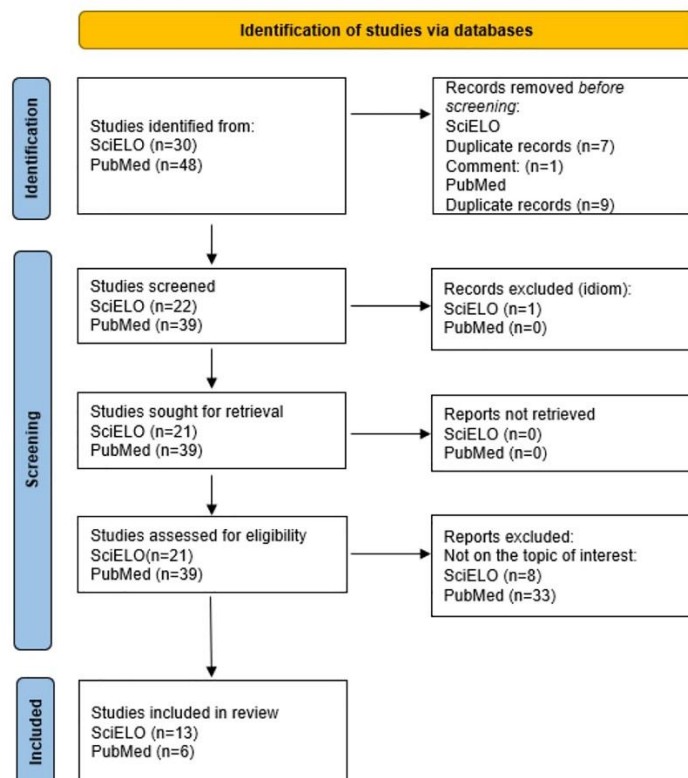 Identification of studies via databases
Identification
Studies identified from:
SciELO (n=30)
PubMed (n=48)
Records removed before
screening:
SciELO
Duplicate records (n=7)
Comment: (n=1)
PubMed
Duplicate records (n=9)
Screening
Studies screened
SciELO (n=22)
PubMed (n=39)
Records excluded (idiom):
SciELO (n=1)
PubMed (n=0)
Studies sought for retrieval
SciELO (n=21)
PubMed (n=39)
Reports not retrieved
SciELO (n=0)
PubMed (n=0)
Studies assessed for eligibility
SciELO(n=21)
PubMed (n=39)
Reports excluded:
Not on the topic of interest:
SciELO (n=8)
PubMed (n=33)
Included
Studies included in review
SciELO (n=13)
PubMed (n=6)